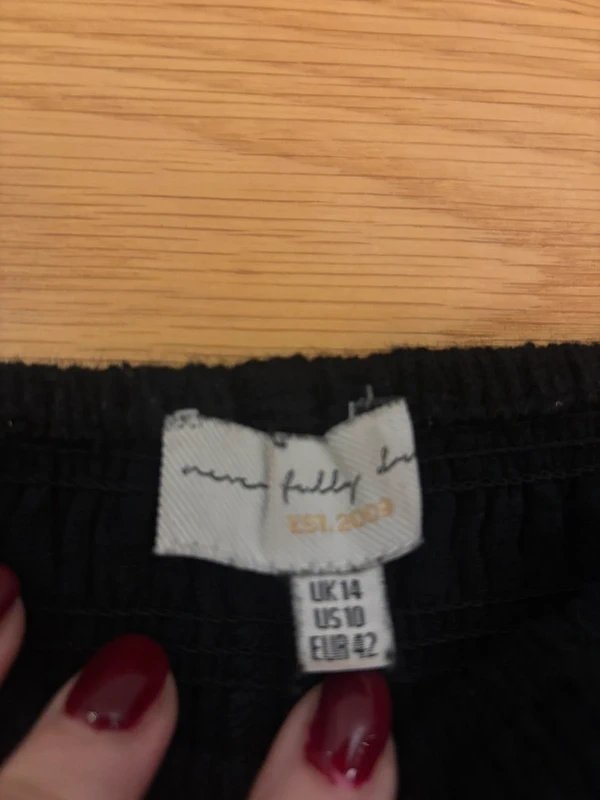 never fully
EST. 2009
UK 14
US 10
EUR 42